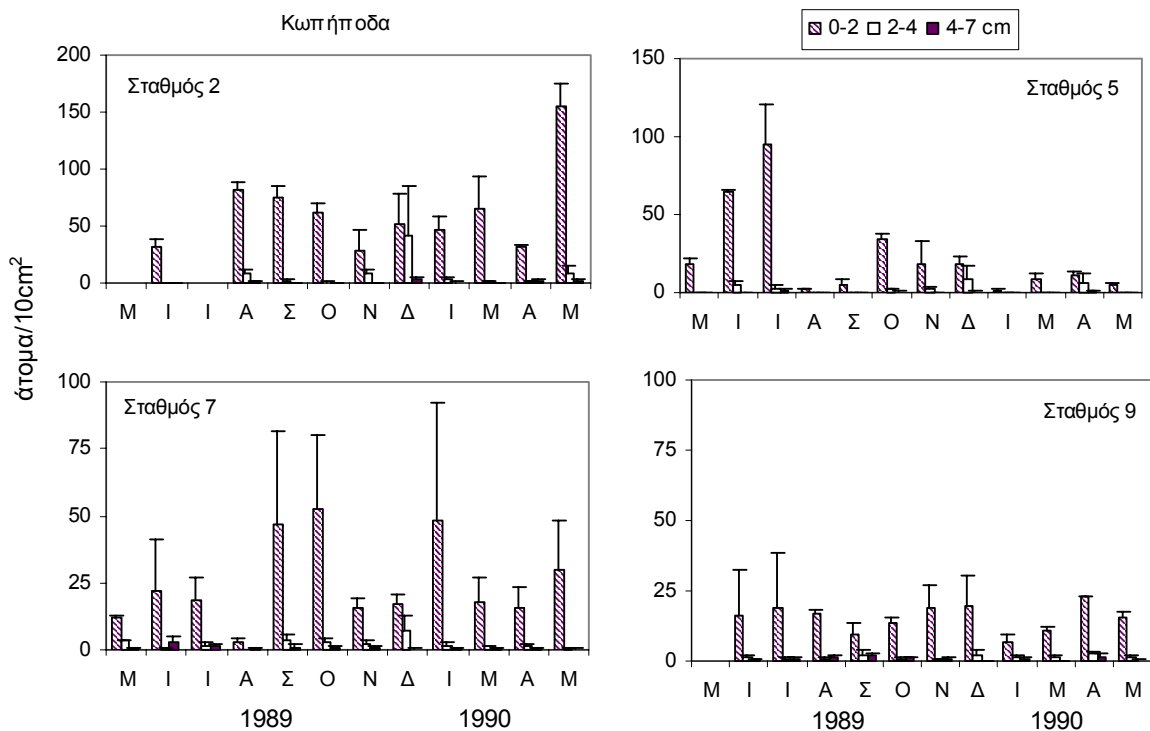 Κωπήποδα
0-2 2-4 4-7 cm
άτομα/10cm²
Σταθμός 2
200
150
100
50
0
Μ Ι Ι Α Σ Ο Ν Δ Ι Μ Α Μ
Σταθμός 5
150
100
50
0
Μ Ι Ι Α Σ Ο Ν Δ Ι Μ Α Μ
Σταθμός 7
100
75
50
25
0
Μ Ι Ι Α Σ Ο Ν Δ Ι Μ Α Μ
1989 1990
Σταθμός 9
100
75
50
25
0
Μ Ι Ι Α Σ Ο Ν Δ Ι Μ Α Μ
1989 1990